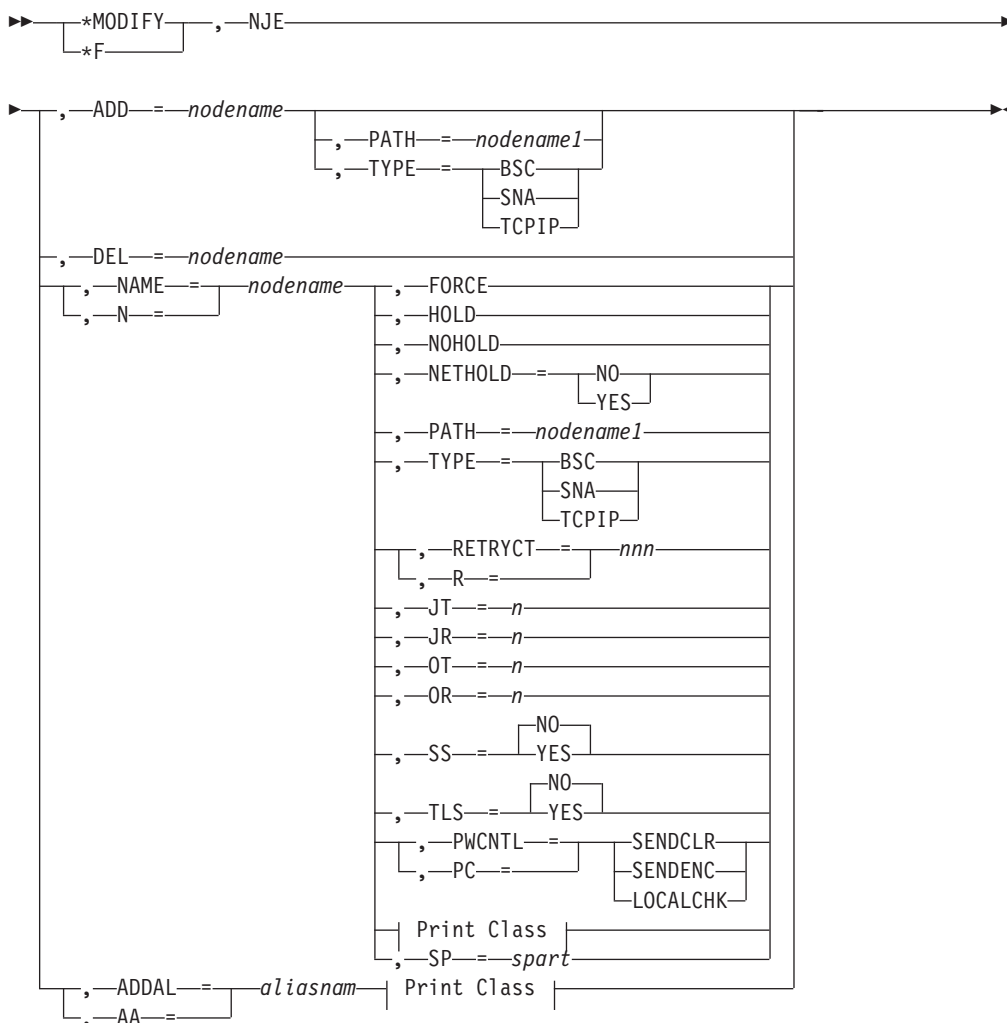 *MODIFY , NJE
*F
, ADD = nodename
, PATH = nodename1
, TYPE = BSC
SNA
TCPIP
, DEL = nodename
, NAME = nodename , FORCE
, N = , HOLD
, NOHOLD
, NETHOLD = NO
YES
, PATH = nodename1
, TYPE = BSC
SNA
TCPIP
, RETRYCT = nnn
, R =
, JT = n
, JR = n
, OT = n
, OR = n
NO
, SS = YES
NO
, TLS = YES
, PWCNTL = SENDCLR
, PC = SENDENC
LOCALCHK
Print Class
, SP = spart
, ADDAL = aliasnam Print Class
, AA =